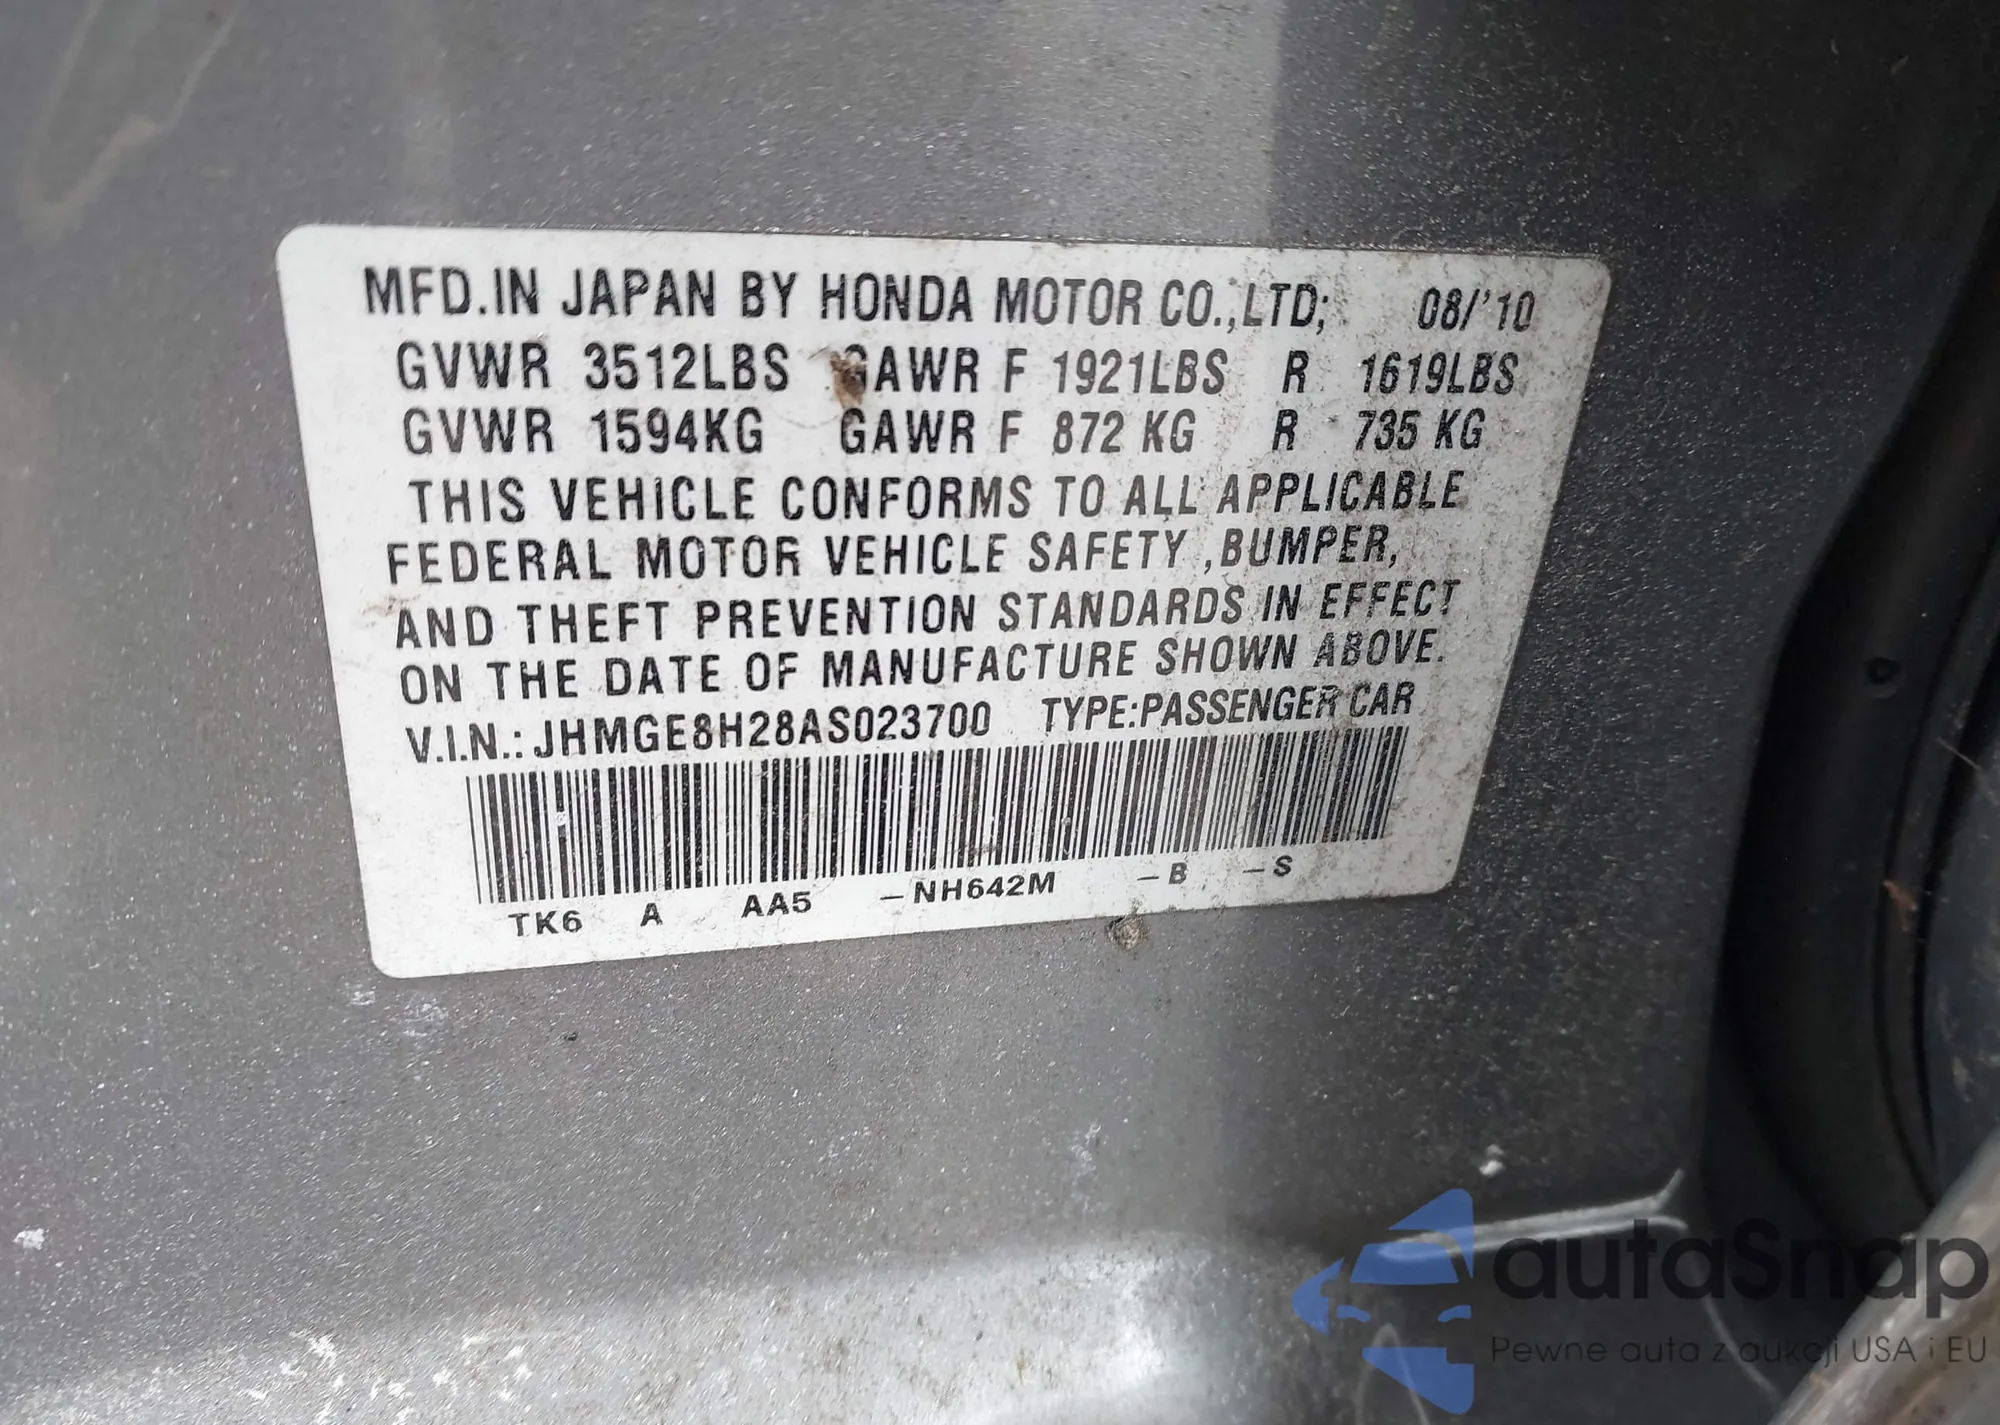 MFD.IN JAPAN BY HONDA MOTOR CO.,LTD; 08/'10
GVWR 3512LBS GAWR F 1921LBS R 1619LBS
GVWR 1594KG GAWR F 872 KG R 735 KG
THIS VEHICLE CONFORMS TO ALL APPLICABLE
FEDERAL MOTOR VEHICLE SAFETY ,BUMPER,
AND THEFT PREVENTION STANDARDS IN EFFECT
ON THE DATE OF MANUFACTURE SHOWN ABOVE.
V.I.N.: JHMGE8H28AS023700 TYPE:PASSENGER CAR
TK6 A AA5 -NH642M -B -S
autaSnap
Pewne auta z aukcji USA i EU